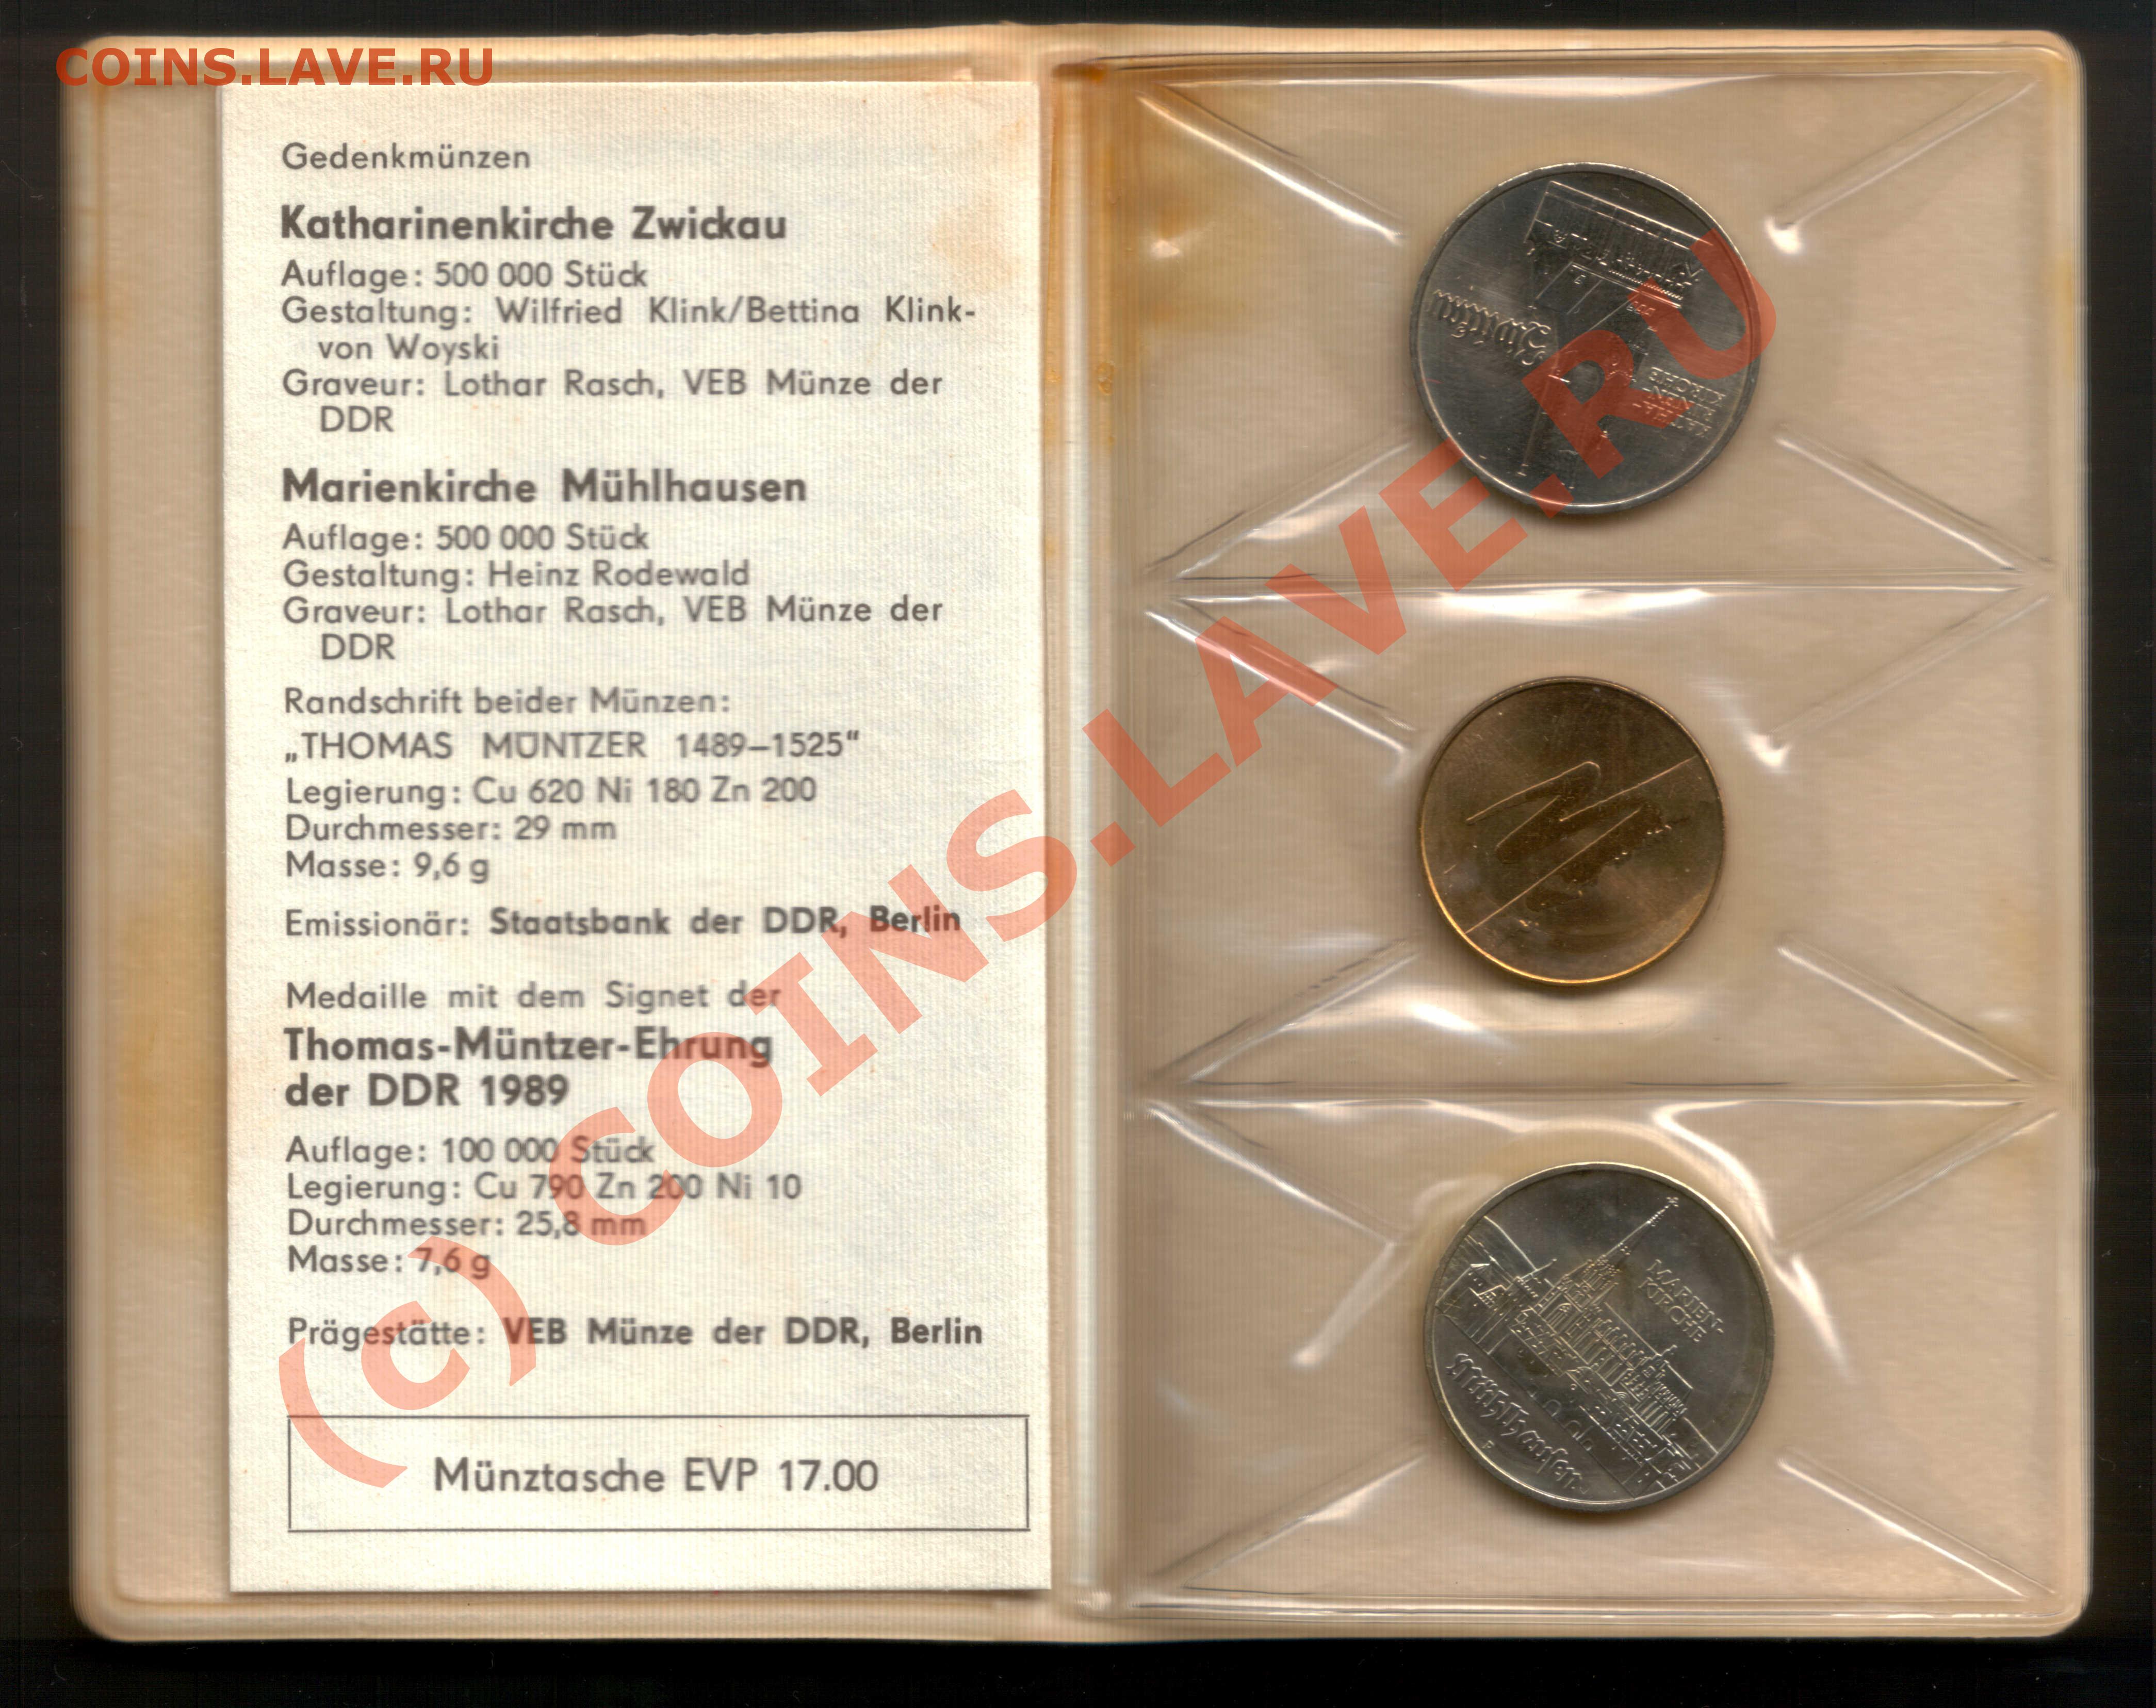 COINS.LAVE.RU
Gedenkmünzen
Katharinenkirche Zwickau
Auflage: 500 000 Stück
Gestaltung: Wilfried Klink/Bettina Klink-
von Woyski
Graveur: Lothar Rasch, VEB Münze der
DDR
Marienkirche Mühlhausen
Auflage: 500 000 Stück
Gestaltung: Heinz Rodewald
Graveur: Lothar Rasch, VEB Münze der
DDR
Randschrift beider Münzen:
„THOMAS MÜNTZER 1489–1525“
Legierung: Cu 620 Ni 180 Zn 200
Durchmesser: 29 mm
Masse: 9,6 g
Emissionär: Staatsbank der DDR, Berlin
Medaille mit dem Signet der
Thomas-Müntzer-Ehrung
der DDR 1989
Auflage: 100 000 Stück
Legierung: Cu 790 Zn 200 Ni 10
Durchmesser: 25,8 mm
Masse: 7,6 g
Prägestätte: VEB Münze der DDR, Berlin
Münztasche EVP 17.00
Zwickau
KATHA-
RINEN
KIRCHE
M
MARIEN-
KIRCHE
Mühlhausen
(c) COINS.LAVE.RU